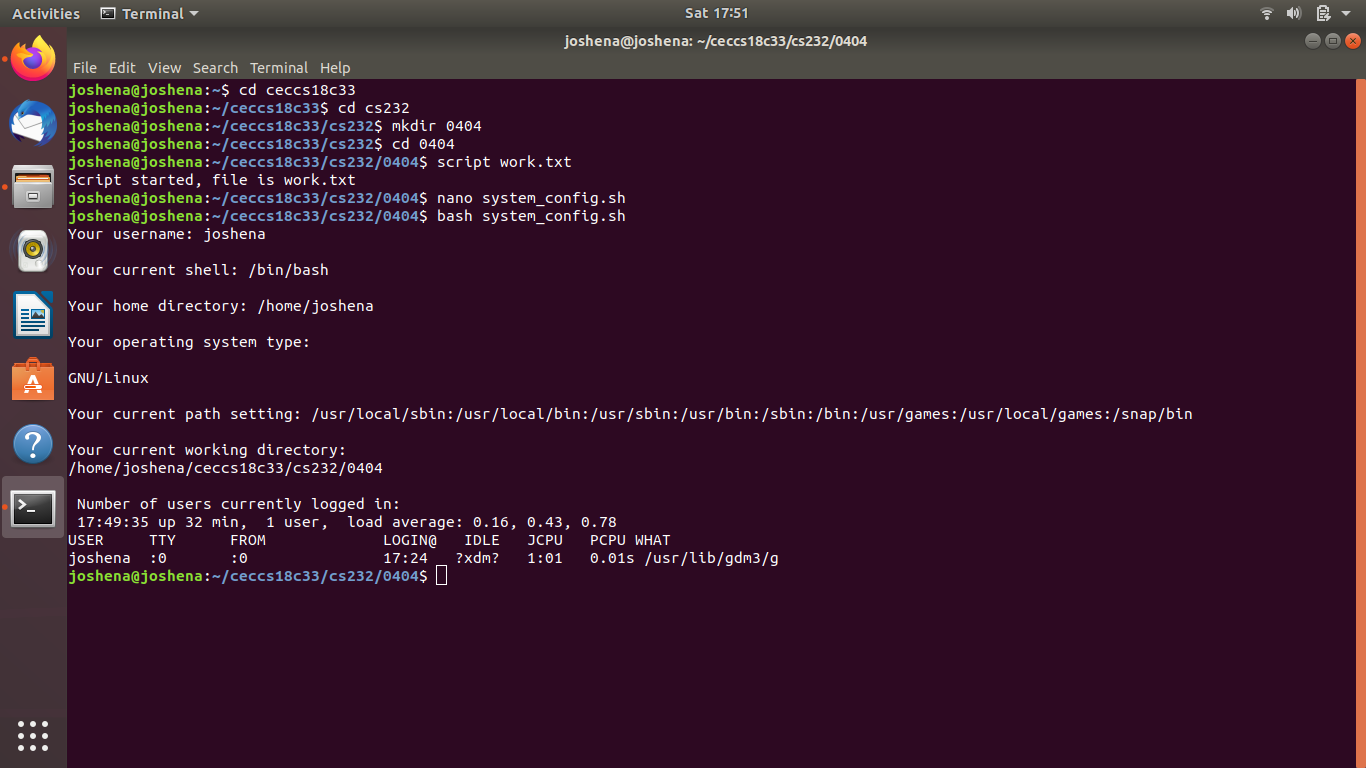 Activities Terminal Sat 17:51
joshena@joshena: ~/ceccs18c33/cs232/0404
File Edit View Search Terminal Help
joshena@joshena:~$ cd ceccs18c33
joshena@joshena:~/ceccs18c33$ cd cs232
joshena@joshena:~/ceccs18c33/cs232$ mkdir 0404
joshena@joshena:~/ceccs18c33/cs232$ cd 0404
joshena@joshena:~/ceccs18c33/cs232/0404$ script work.txt
Script started, file is work.txt
joshena@joshena:~/ceccs18c33/cs232/0404$ nano system_config.sh
joshena@joshena:~/ceccs18c33/cs232/0404$ bash system_config.sh
Your username: joshena
Your current shell: /bin/bash
Your home directory: /home/joshena
Your operating system type:
GNU/Linux
Your current path setting: /usr/local/sbin:/usr/local/bin:/usr/sbin:/usr/bin:/sbin:/bin:/usr/games:/usr/local/games:/snap/bin
Your current working directory:
/home/joshena/ceccs18c33/cs232/0404
Number of users currently logged in:
17:49:35 up 32 min,  1 user,  load average: 0.16, 0.43, 0.78
USER     TTY      FROM             LOGIN@   IDLE   JCPU   PCPU WHAT
joshena  :0       :0               17:24   ?xdm?   1:01   0.01s /usr/lib/gdm3/g
joshena@joshena:~/ceccs18c33/cs232/0404$